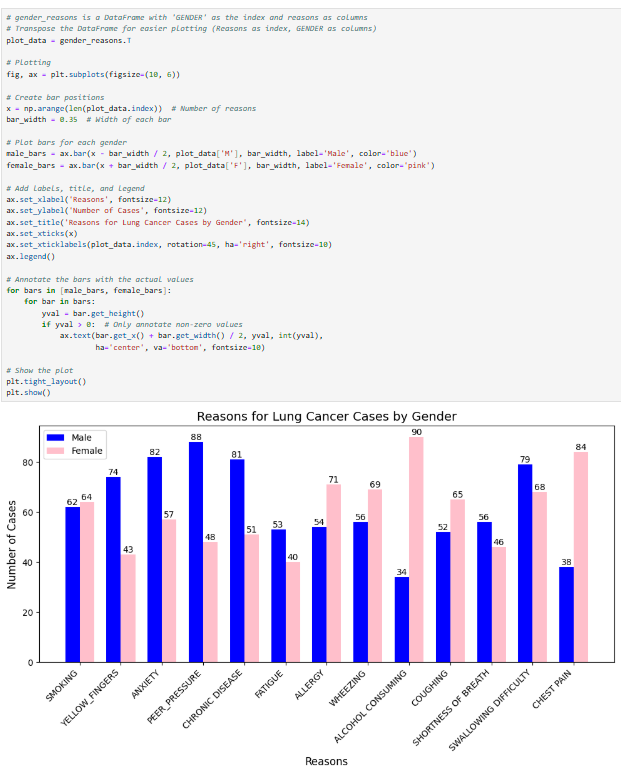 # gender_reasons is a DataFrame with 'GENDER' as the index and reasons as columns
# Transpose the DataFrame for easier plotting (Reasons as index, GENDER as columns)
plot_data = gender_reasons.T
# Plotting
fig, ax = plt.subplots(figsize=(10, 6))
# Create bar positions
x = np.arange(len(plot_data.index))  # Number of reasons
bar_width = 0.35  # Width of each bar
# Plot bars for each gender
male_bars = ax.bar(x - bar_width / 2, plot_data['M'], bar_width, label='Male', color='blue')
female_bars = ax.bar(x + bar_width / 2, plot_data['F'], bar_width, label='Female', color='pink')
# Add labels, title, and legend
ax.set_xlabel('Reasons', fontsize=12)
ax.set_ylabel('Number of Cases', fontsize=12)
ax.set_title('Reasons for Lung Cancer Cases by Gender', fontsize=14)
ax.set_xticks(x)
ax.set_xticklabels(plot_data.index, rotation=45, ha='right', fontsize=10)
ax.legend()
# Annotate the bars with the actual values
for bars in [male_bars, female_bars]:
    for bar in bars:
        yval = bar.get_height()
        if yval > 0:  # Only annotate non-zero values
            ax.text(bar.get_x() + bar.get_width() / 2, yval, int(yval),
                    ha='center', va='bottom', fontsize=10)
# Show the plot
plt.tight_layout()
plt.show()
Reasons for Lung Cancer Cases by Gender
Male
Female
Number of Cases
80
60
40
20
0
62 64
74 43
82 57
88 48
81 51
53 40
54 71
56 69
34 90
52 65
56 46
79 68
38 84
SMOKING
YELLOW_FINGERS
ANXIETY
PEER_PRESSURE
CHRONIC DISEASE
FATIGUE
ALLERGY
WHEEZING
ALCOHOL CONSUMING
COUGHING
SHORTNESS OF BREATH
SWALLOWING DIFFICULTY
CHEST PAIN
Reasons